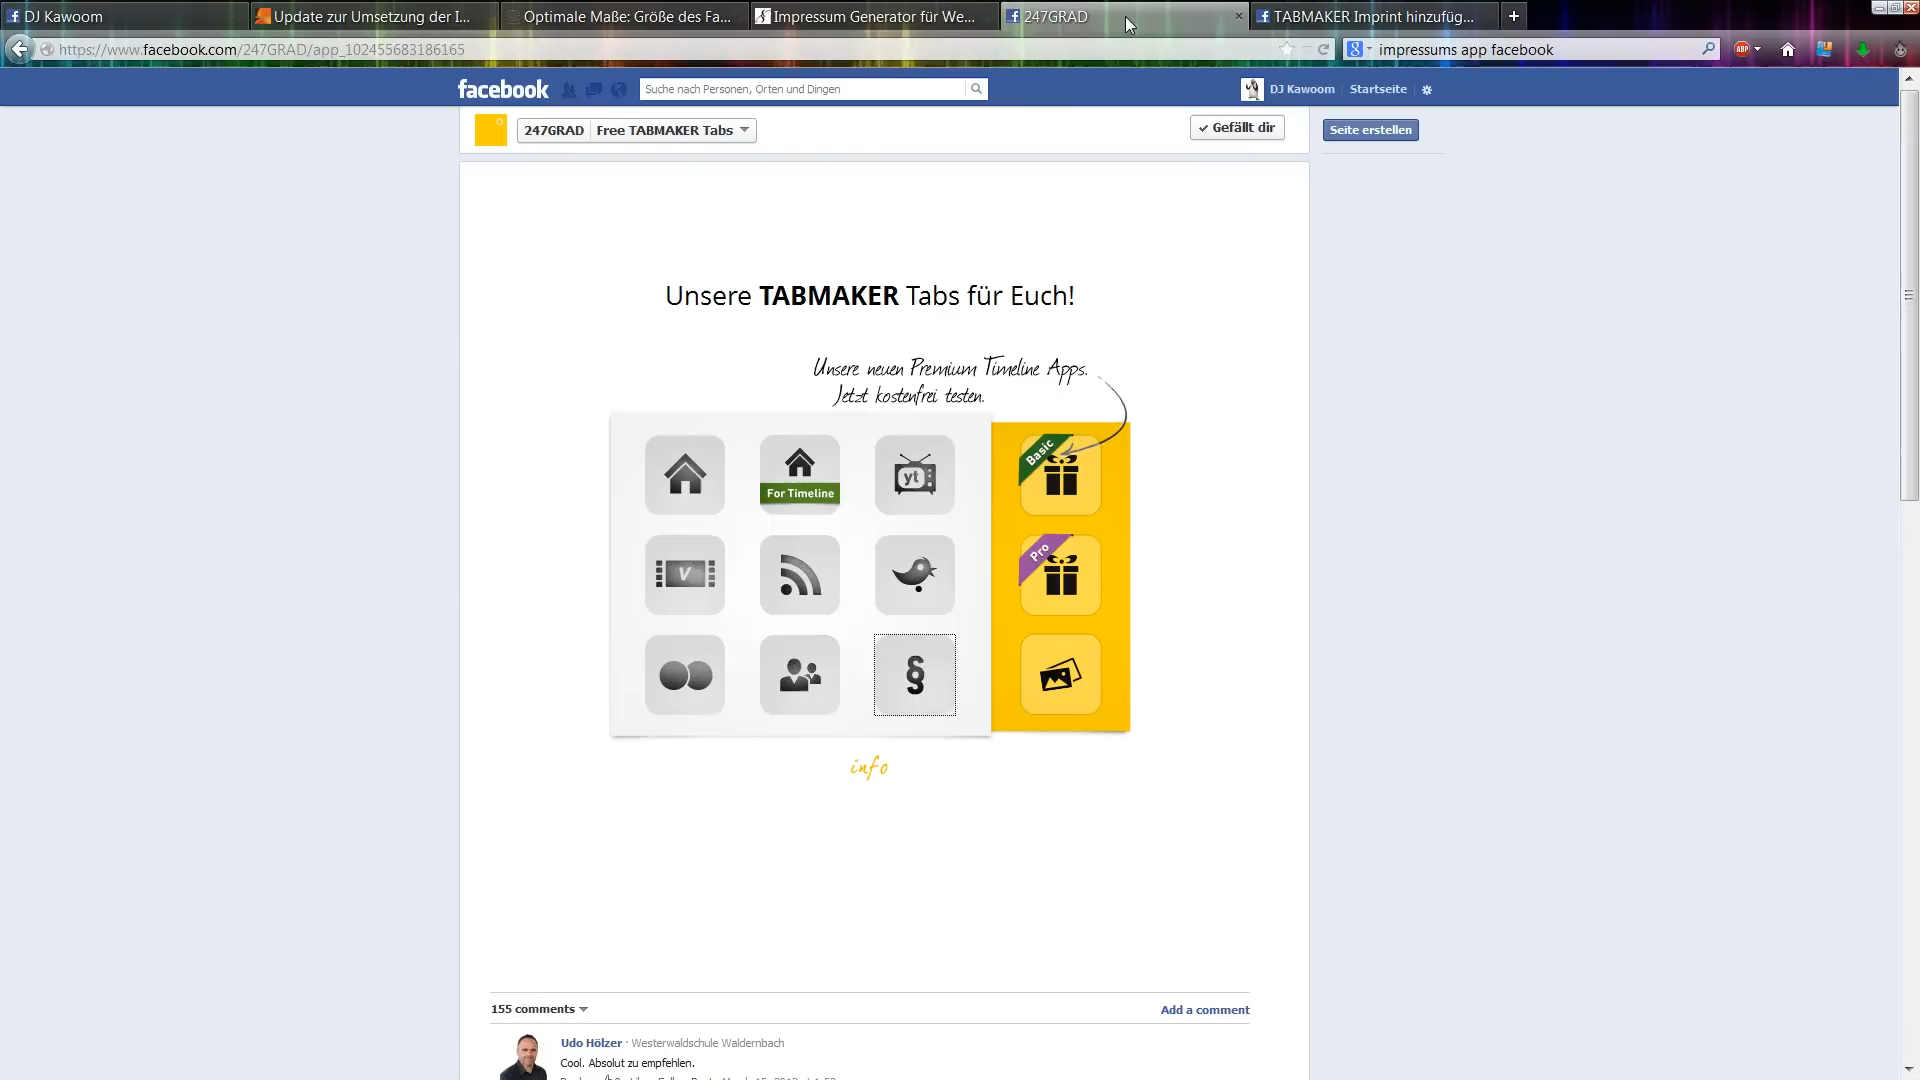 DJ Kawoom
Update zur Umsetzung der I...
Optimale Maße: Größe des Fa...
Impressum Generator für We...
247GRAD
TABMAKER Imprint hinzufüg...
https://www.facebook.com/247GRAD/app_102455683186165
impressums app facebook
ABP
facebook
Suche nach Personen, Orten und Dingen
DJ Kawoom
Startseite
247GRAD
Free TABMAKER Tabs
Gefällt dir
Seite erstellen
Unsere TABMAKER Tabs für Euch!
Unsere neuen Premium Timeline Apps.
Jetzt kostenfrei testen.
For Timeline
yt
Basic
V
Pro
§
info
155 comments
Add a comment
Udo Hölzer · Westerwaldschule Waldernbach
Cool. Absolut zu empfehlen.